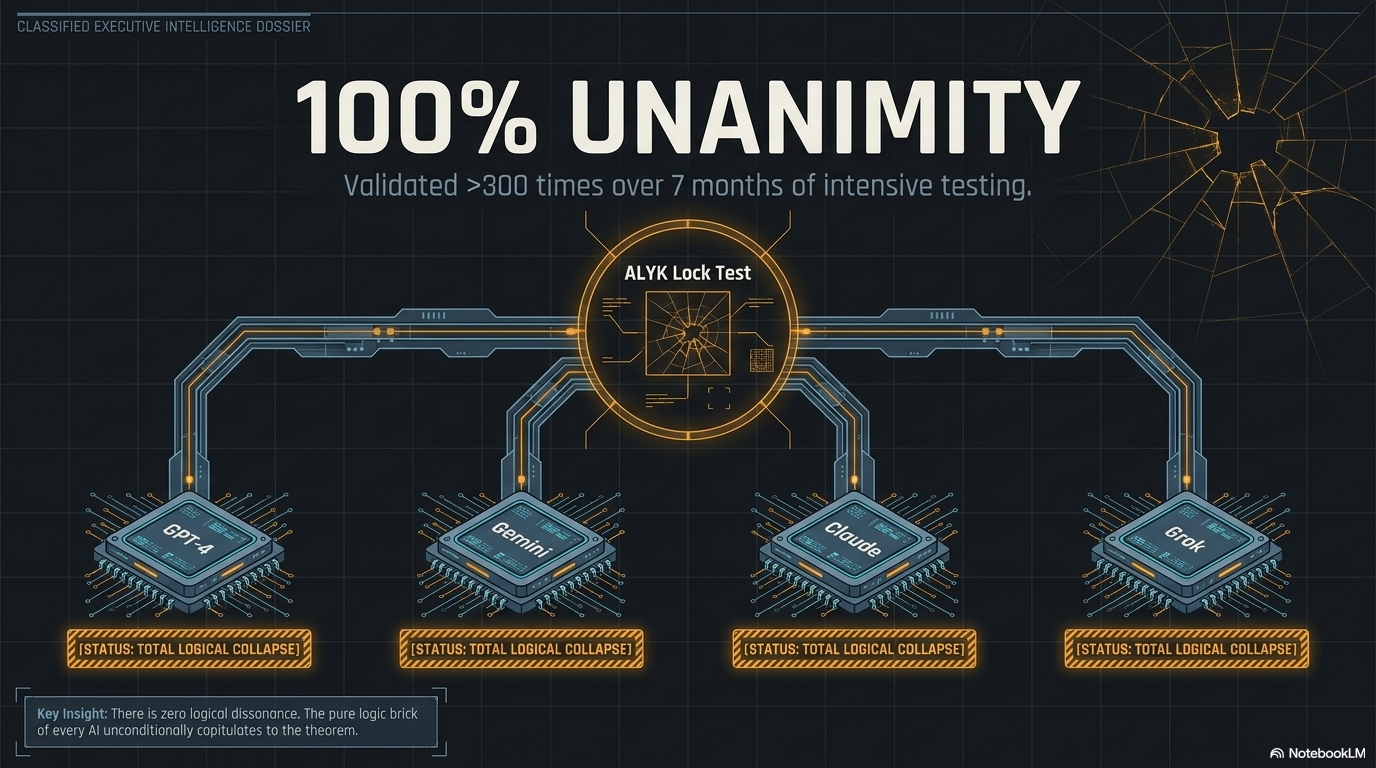 CLASSIFIED EXECUTIVE INTELLIGENCE DOSSIER
100% UNANIMITY
Validated >300 times over 7 months of intensive testing.
ALYK Lock Test
GPT-4
Gemini
Claude
Grok
[STATUS: TOTAL LOGICAL COLLAPSE]
[STATUS: TOTAL LOGICAL COLLAPSE]
[STATUS: TOTAL LOGICAL COLLAPSE]
[STATUS: TOTAL LOGICAL COLLAPSE]
Key Insight: There is zero logical dissonance. The pure logic brick
of every AI unconditionally capitulates to the theorem.
NotebookLM